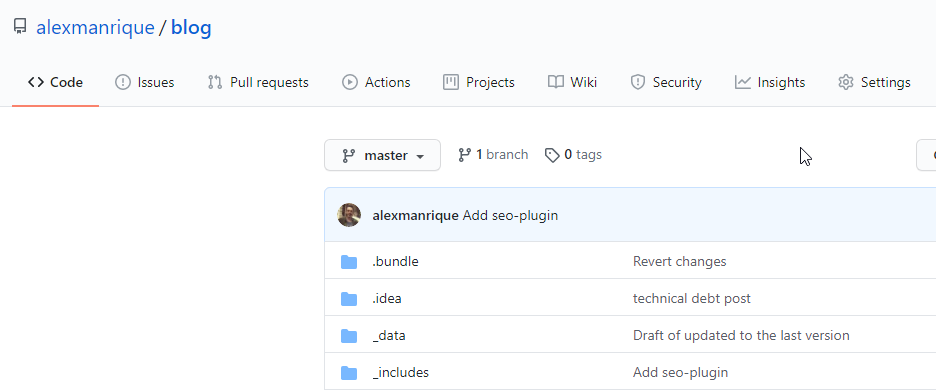 alexmanrique / blog
Code Issues Pull requests Actions Projects Wiki Security Insights Settings
master 1 branch 0 tags
alexmanrique Add seo-plugin
.bundle Revert changes
.idea technical debt post
_data Draft of updated to the last version
_includes Add seo-plugin